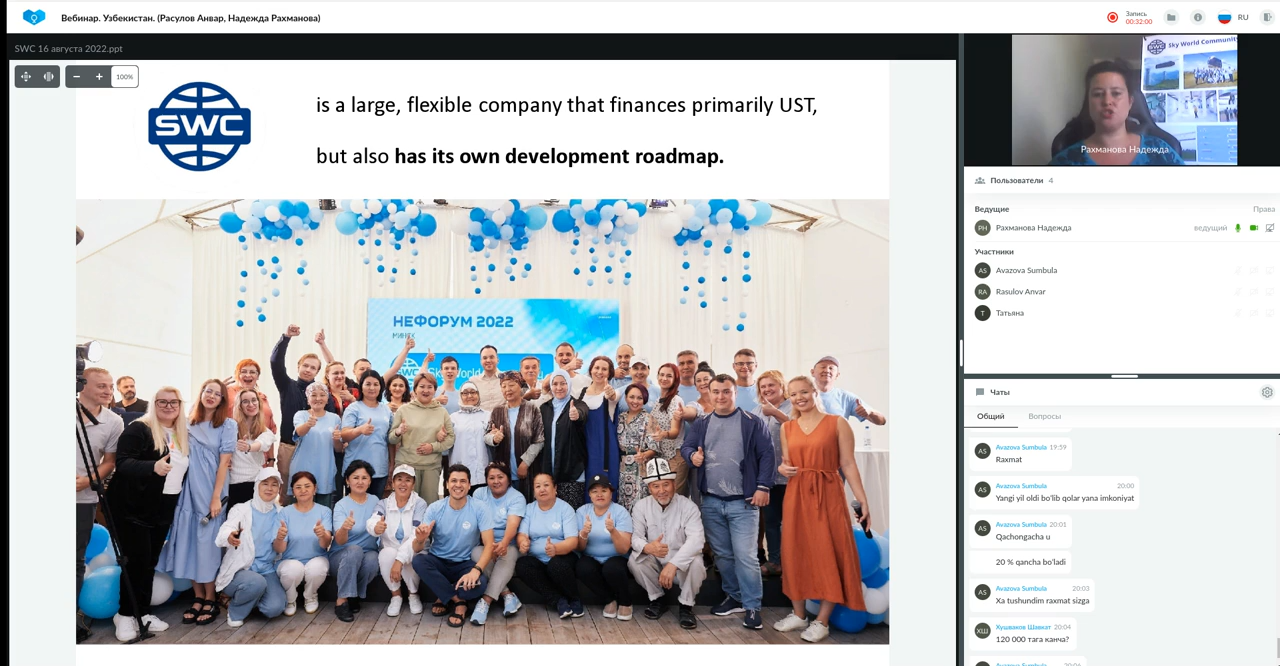 Вебинар. Узбекистан. (Расулов Анвар, Надежда Рахманова)
Запись
00:32:00
RU
SWC 16 августа 2022.ppt
100%
SWC
is a large, flexible company that finances primarily UST,
but also has its own development roadmap.
НЕФОРУМ 2022
Sky World Community
Рахманова Надежда
Пользователи 4
Ведущие
Права
РН
Рахманова Надежда
ведущий
Участники
AS
Avazova Sumbula
RA
Rasulov Anvar
Т
Татьяна
Чаты
Общий
Вопросы
AS
Avazova Sumbula 19:59
Raxmat
AS
Avazova Sumbula 20:00
Yangi yil oldi bo'lib qolar yana imkoniyat
AS
Avazova Sumbula 20:01
Qachongacha u
20 % qancha bo'ladi
AS
Avazova Sumbula 20:03
Xa tushundim raxmat sizga
ХШ
Хушваков Шавкат 20:04
120 000 тага канча?